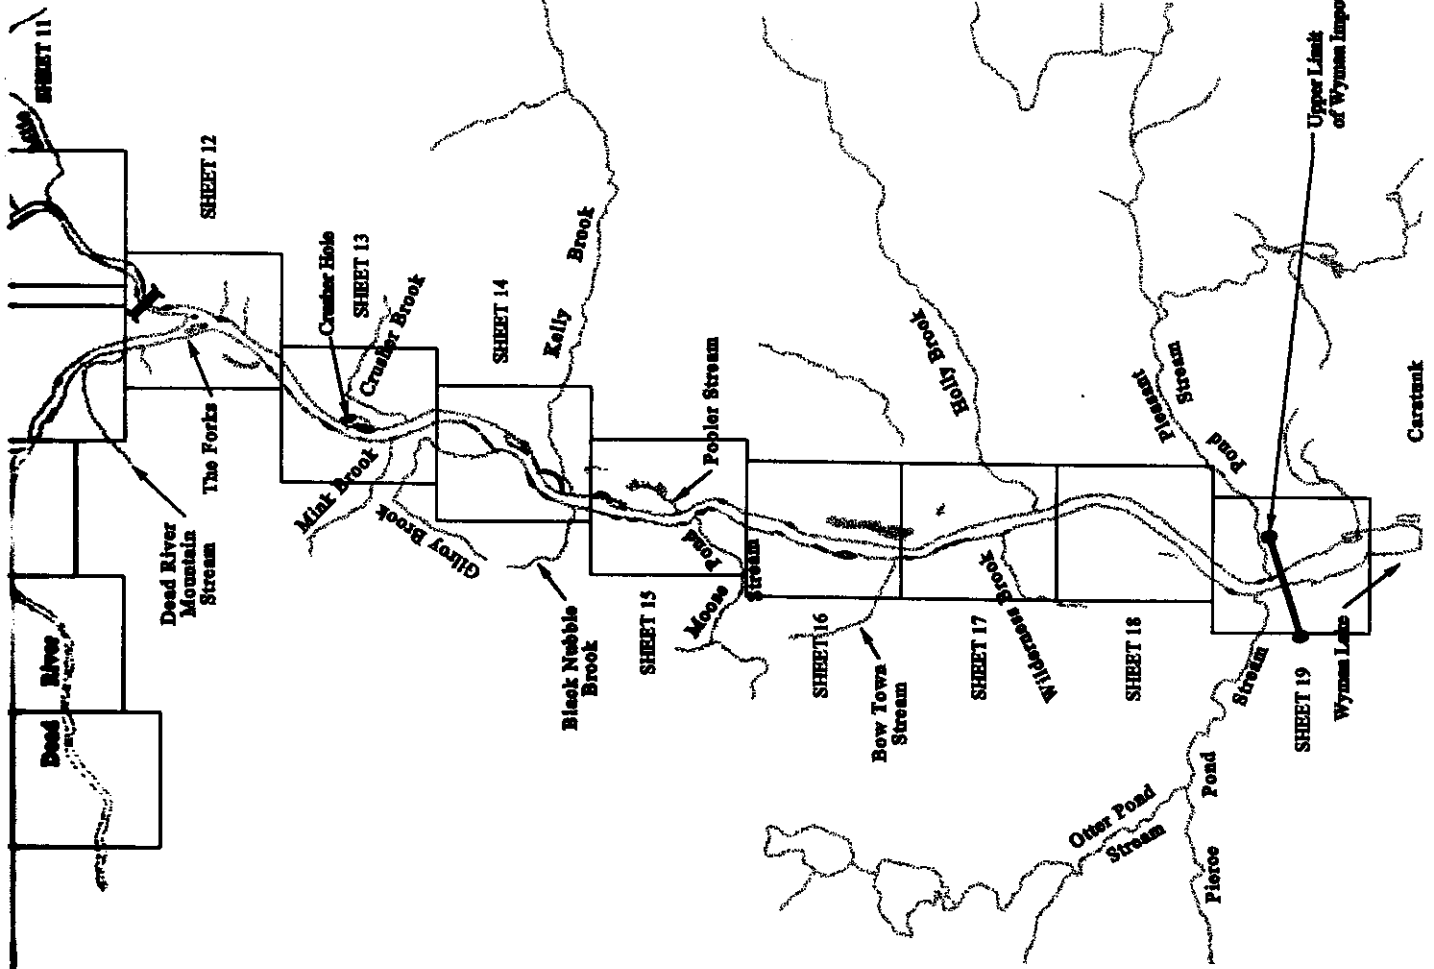 SHEET 11
Little
SHEET 12
Crusher Hole
SHEET 13
Crusher Brook
SHEET 14
Kelly
Brook
The Forks
Dead River
Mountain
Stream
Dead
River
Mink Brook
Gilroy Brook
Black Nubble
Brook
SHEET 15
Pooler Stream
Moose
Pond
Stream
SHEET 16
Bow Town
Stream
Holly Brook
SHEET 17
Wilderness Brook
SHEET 18
Pleasant
Pond
Stream
Upper Limit
of Wyman Impo
Caratunk
Otter Pond
Stream
Pierce
Pond
Stream
SHEET 19
Wyman Lake